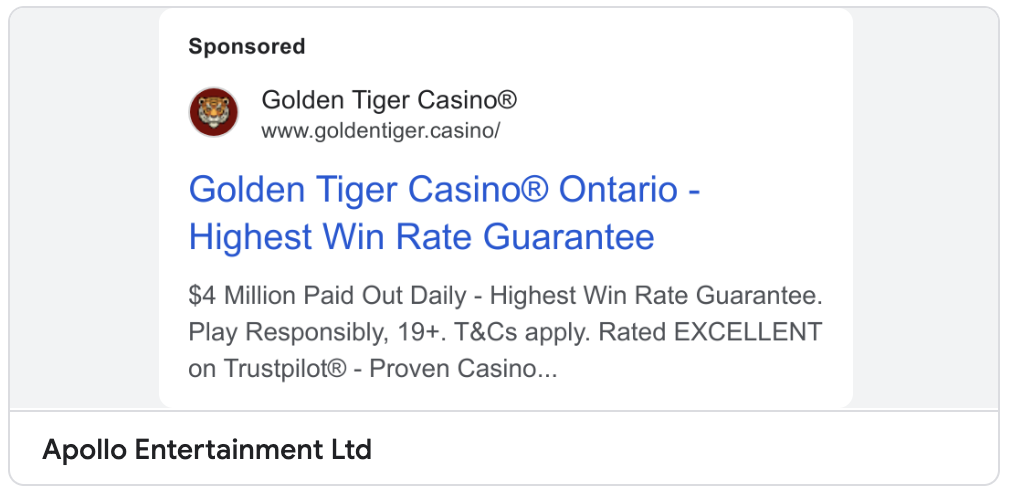 Sponsored
Golden Tiger Casino®
www.goldentiger.casino/
Golden Tiger Casino® Ontario -
Highest Win Rate Guarantee
$4 Million Paid Out Daily - Highest Win Rate Guarantee.
Play Responsibly, 19+. T&Cs apply. Rated EXCELLENT
on Trustpilot® - Proven Casino...
Apollo Entertainment Ltd